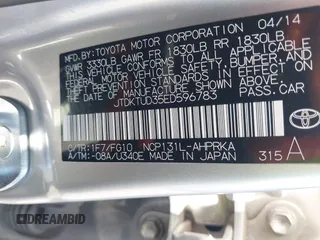 MFD. BY: TOYOTA MOTOR CORPORATION 04/14
GVWR 3330LB GAWR FR 1830LB RR 1830LB
THIS VEHICLE CONFORMS TO ALL APPLICABLE
FEDERAL MOTOR VEHICLE SAFETY, BUMPER, AND
THEFT PREVENTION STANDARDS IN EFFECT ON
THE DATE OF MANUFACTURE SHOWN ABOVE.
JTDKTUD35ED596783 PASS. CAR
C/TR: 1F7/FG10 NCP131L-AHPRKA
A/TM: -08A/U340E MADE IN JAPAN 315 A
TOYOTA
DREAMBID